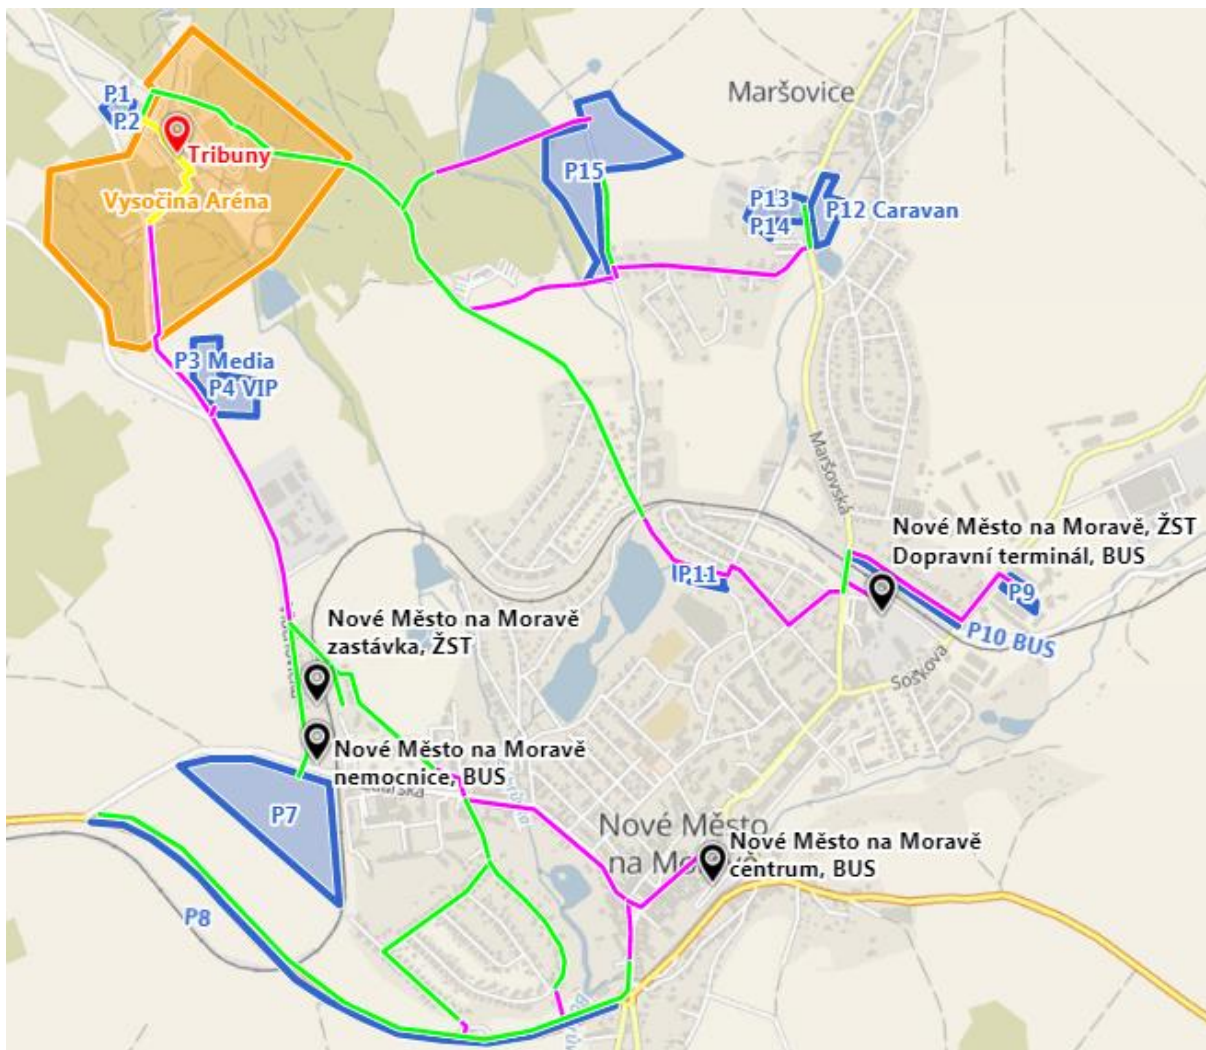 P1
P2
Tribuny
Vysočina Aréna
Maršovice
P15
P13
P14
P12 Caravan
P3 Media
P4 VIP
Maršovská
Nové Město na Moravě, ŽST
Dopravní terminál, BUS
P11
P9
P10 BUS
Soškova
Nové Město na Moravě
zastávka, ŽST
Nové Město na Moravě
nemocnice, BUS
P7
P8
Nové Město
na Moravě
Nové Město na Moravě
centrum, BUS